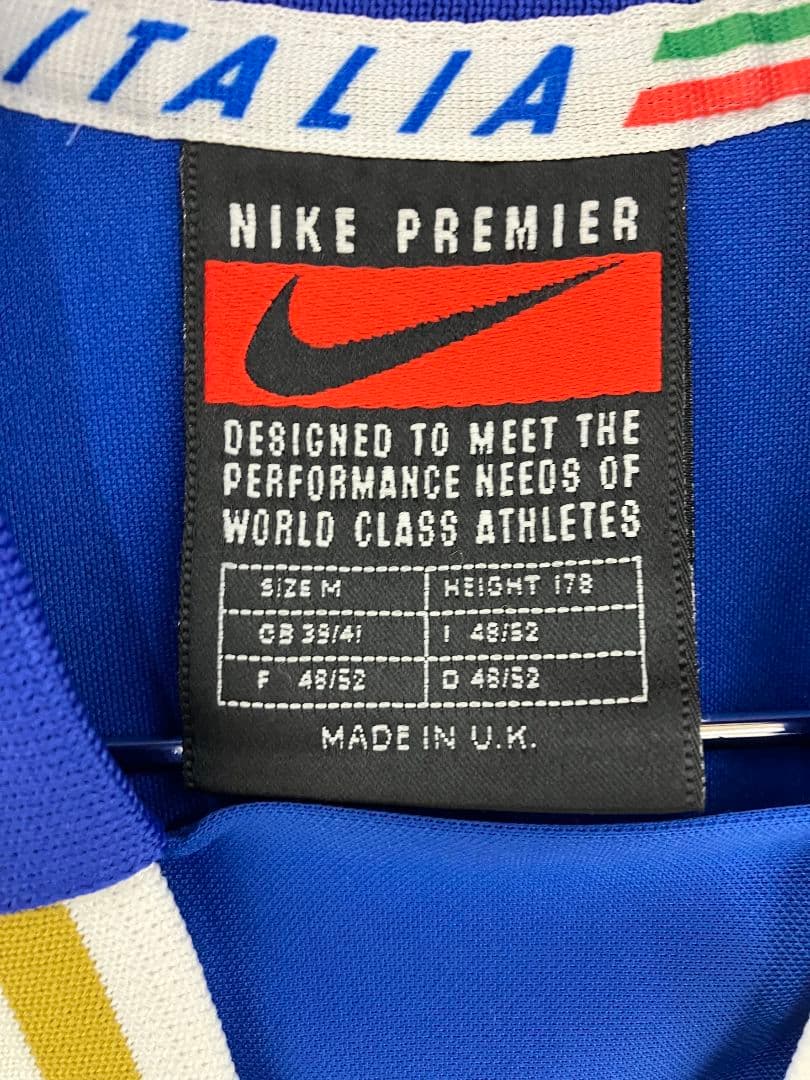 ITALIA
NIKE PREMIER
DESIGNED TO MEET THE
PERFORMANCE NEEDS OF
WORLD CLASS ATHLETES
SIZE M HEIGHT 178
GB 39/41 I 48/52
F 48/52 D 48/52
MADE IN U.K.